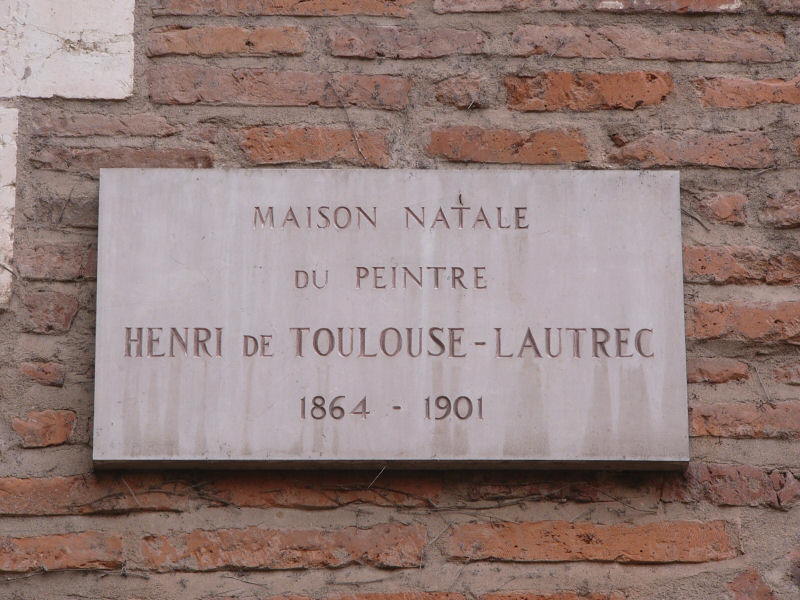 MAISON NATALE
DU PEINTRE
HENRI DE TOULOUSE-LAUTREC
1864 - 1901